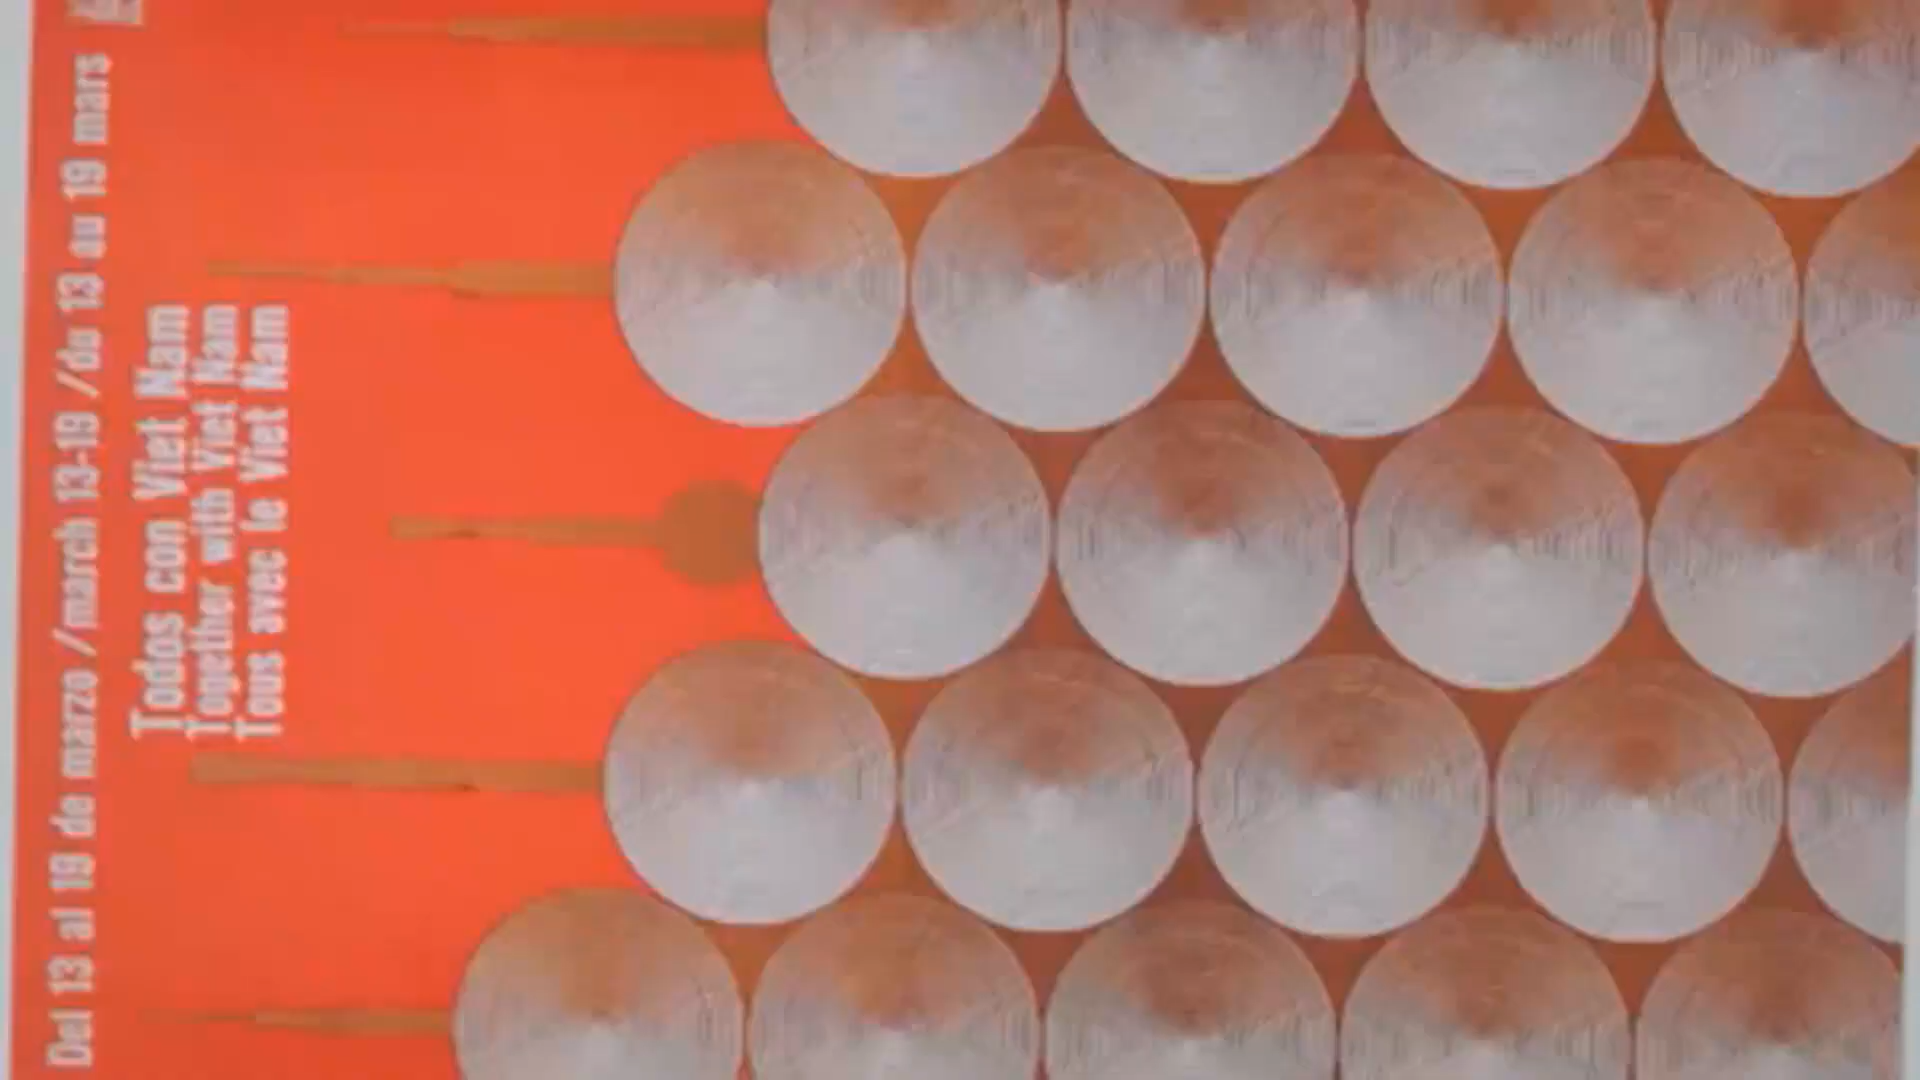 Del 13 al 19 de marzo /march 13-19 /du 13 au 19 mars
Todos con Viet Nam
Together with Viet Nam
Tous avec le Viet Nam